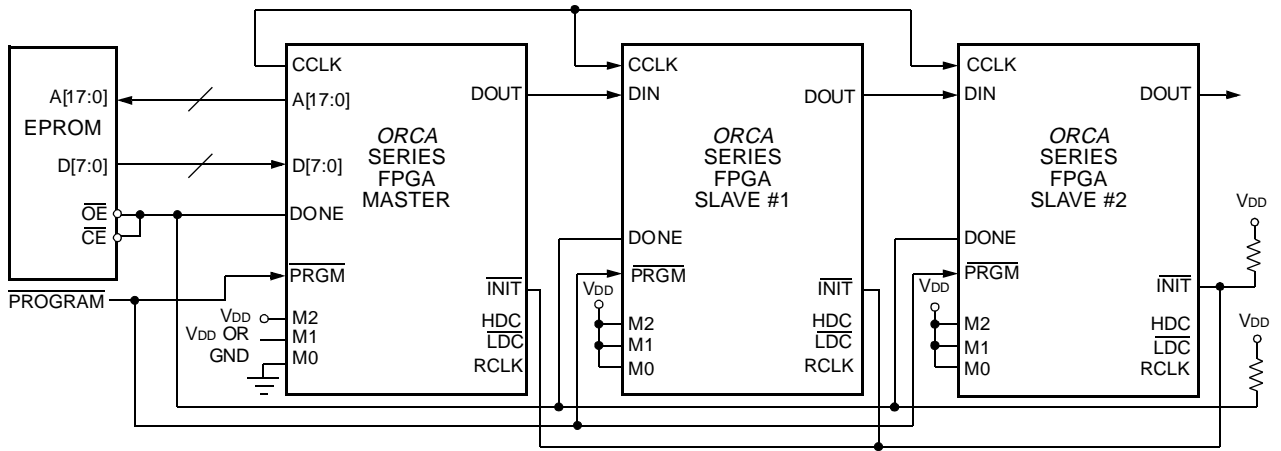 EPROM
A[17:0]
D[7:0]
OE
CE
PROGRAM
CCLK
A[17:0]
D[7:0]
DONE
PRGM
VDD
M2
VDD OR
GND
M1
M0
DOUT
ORCA
SERIES
FPGA
MASTER
INIT
HDC
LDC
RCLK
CCLK
DIN
DOUT
ORCA
SERIES
FPGA
SLAVE #1
DONE
PRGM
VDD
M2
M1
M0
INIT
HDC
LDC
RCLK
CCLK
DIN
DOUT
ORCA
SERIES
FPGA
SLAVE #2
DONE
PRGM
VDD
M2
M1
M0
INIT
HDC
LDC
RCLK
VDD
VDD